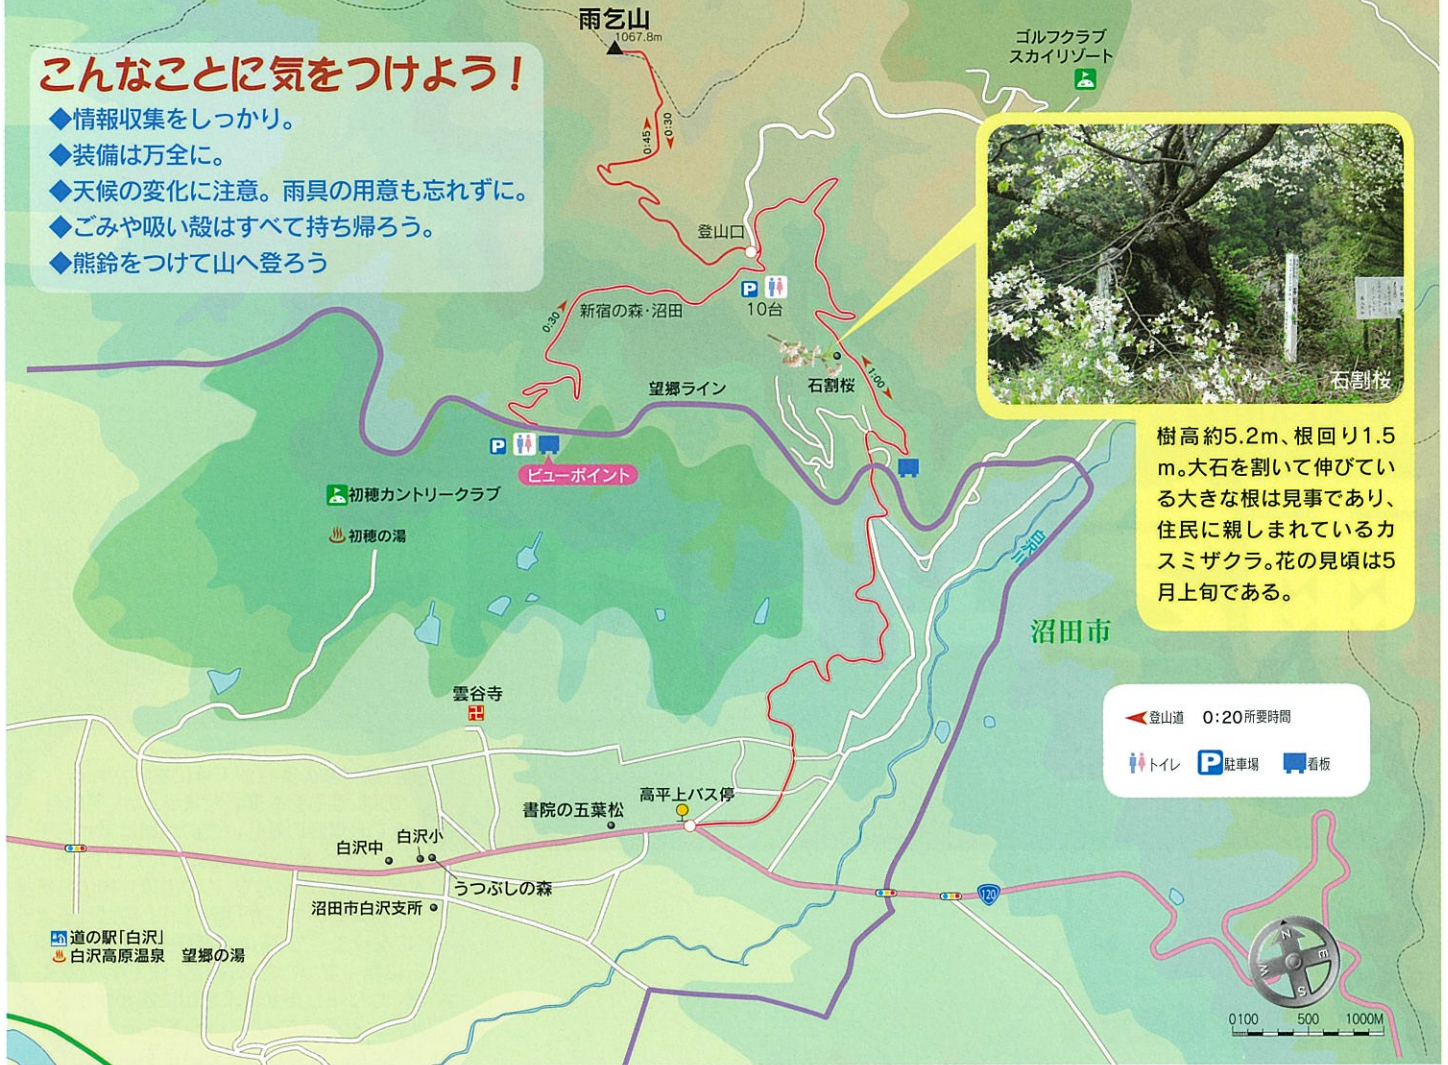 雨乞山
1067.8m
ゴルフクラブ
スカイリゾート
こんなことに気をつけよう！
◆情報収集をしっかり。
◆装備は万全に。
◆天候の変化に注意。雨具の用意も忘れずに。
◆ごみや吸い殻はすべて持ち帰ろう。
◆熊鈴をつけて山へ登ろう
0:45
0:30
登山口
P
10台
新宿の森・沼田
0:30
石割桜
1:00
石割桜
樹高約5.2m、根回り1.5
m。大石を割いて伸びてい
る大きな根は見事であり、
住民に親しまれているカ
スミザクラ。花の見頃は5
月上旬である。
望郷ライン
P
ビューポイント
初穂カントリークラブ
初穂の湯
白沢川
沼田市
雲谷寺
卍
登山道 0:20所要時間
トイレ P駐車場 看板
高平上バス停
書院の五葉松
白沢小
白沢中
うつぶしの森
沼田市白沢支所
120
道の駅「白沢」
白沢高原温泉 望郷の湯
N
E
W
S
0 100 500 1000M